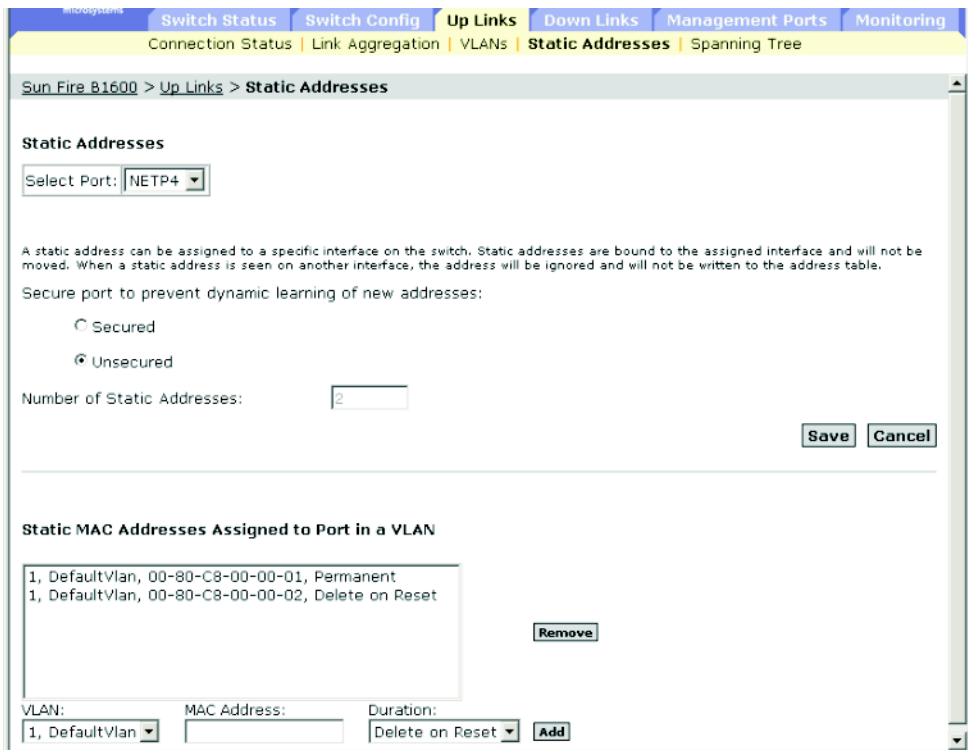 microsystems
Switch Status Switch Config Up Links Down Links Management Ports Monitoring
Connection Status | Link Aggregation | VLANs | Static Addresses | Spanning Tree
Sun Fire B1600 > Up Links > Static Addresses
Static Addresses
Select Port: NETP4
A static address can be assigned to a specific interface on the switch. Static addresses are bound to the assigned interface and will not be
moved. When a static address is seen on another interface, the address will be ignored and will not be written to the address table.
Secure port to prevent dynamic learning of new addresses:
Secured
Unsecured
Number of Static Addresses: 2
Save Cancel
Static MAC Addresses Assigned to Port in a VLAN
1, DefaultVlan, 00-80-C8-00-00-01, Permanent
1, DefaultVlan, 00-80-C8-00-00-02, Delete on Reset
Remove
VLAN: MAC Address: Duration:
1, DefaultVlan Delete on Reset Add